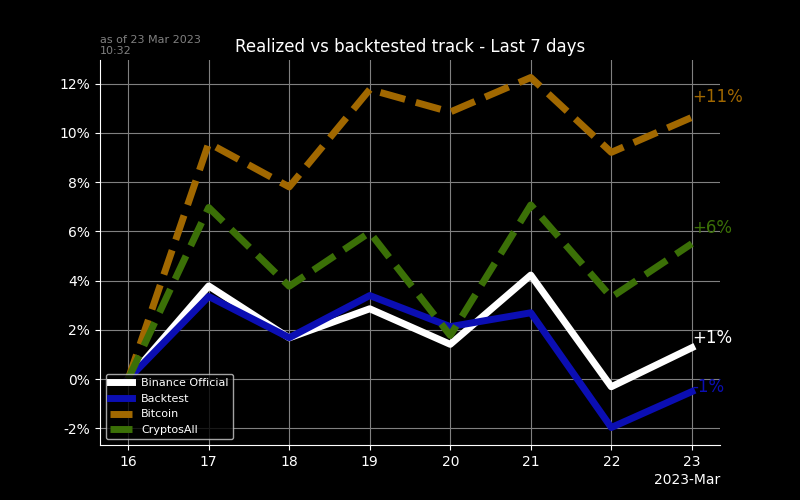 as of 23 Mar 2023
10:32
Realized vs backtested track - Last 7 days
12%
10%
8%
6%
4%
2%
0%
-2%
+11%
+6%
+1%
-1%
Binance Official
Backtest
Bitcoin
CryptosAll
16 17 18 19 20 21 22 23
2023-Mar